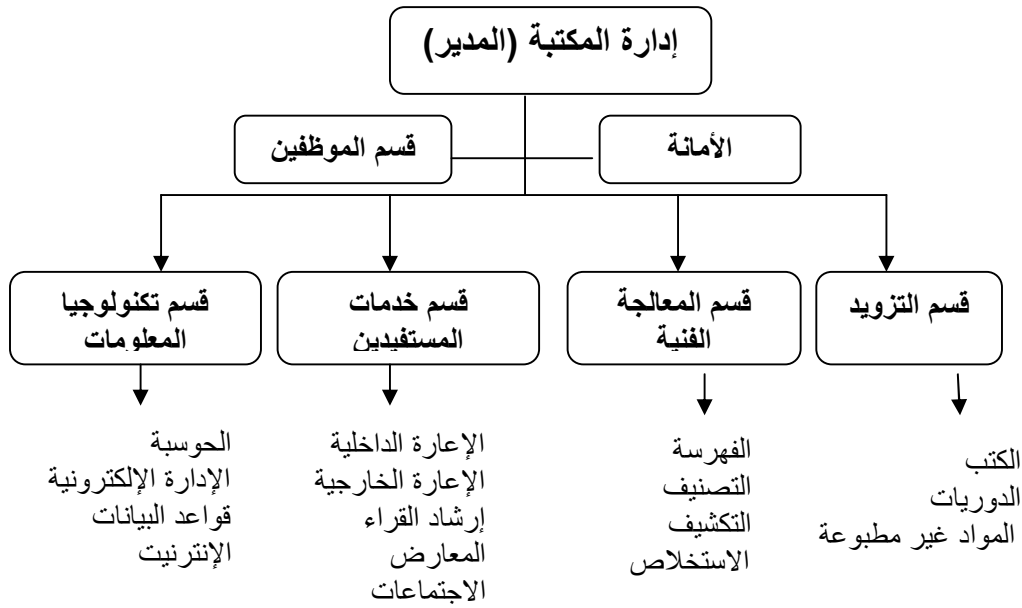 إدارة المكتبة (المدير)
الأمانة
قسم الموظفين
قسم التزويد
قسم المعالجة
الفنية
قسم خدمات
المستفيدين
قسم تكنولوجيا
المعلومات
الكتب
الدوريات
المواد غير مطبوعة
الفهرسة
التصنيف
التكشيف
الاستخلاص
الإعارة الداخلية
الإعارة الخارجية
إرشاد القراء
المعارض
الاجتماعات
الحوسبة
الإدارة الإلكترونية
قواعد البيانات
الإنترنيت